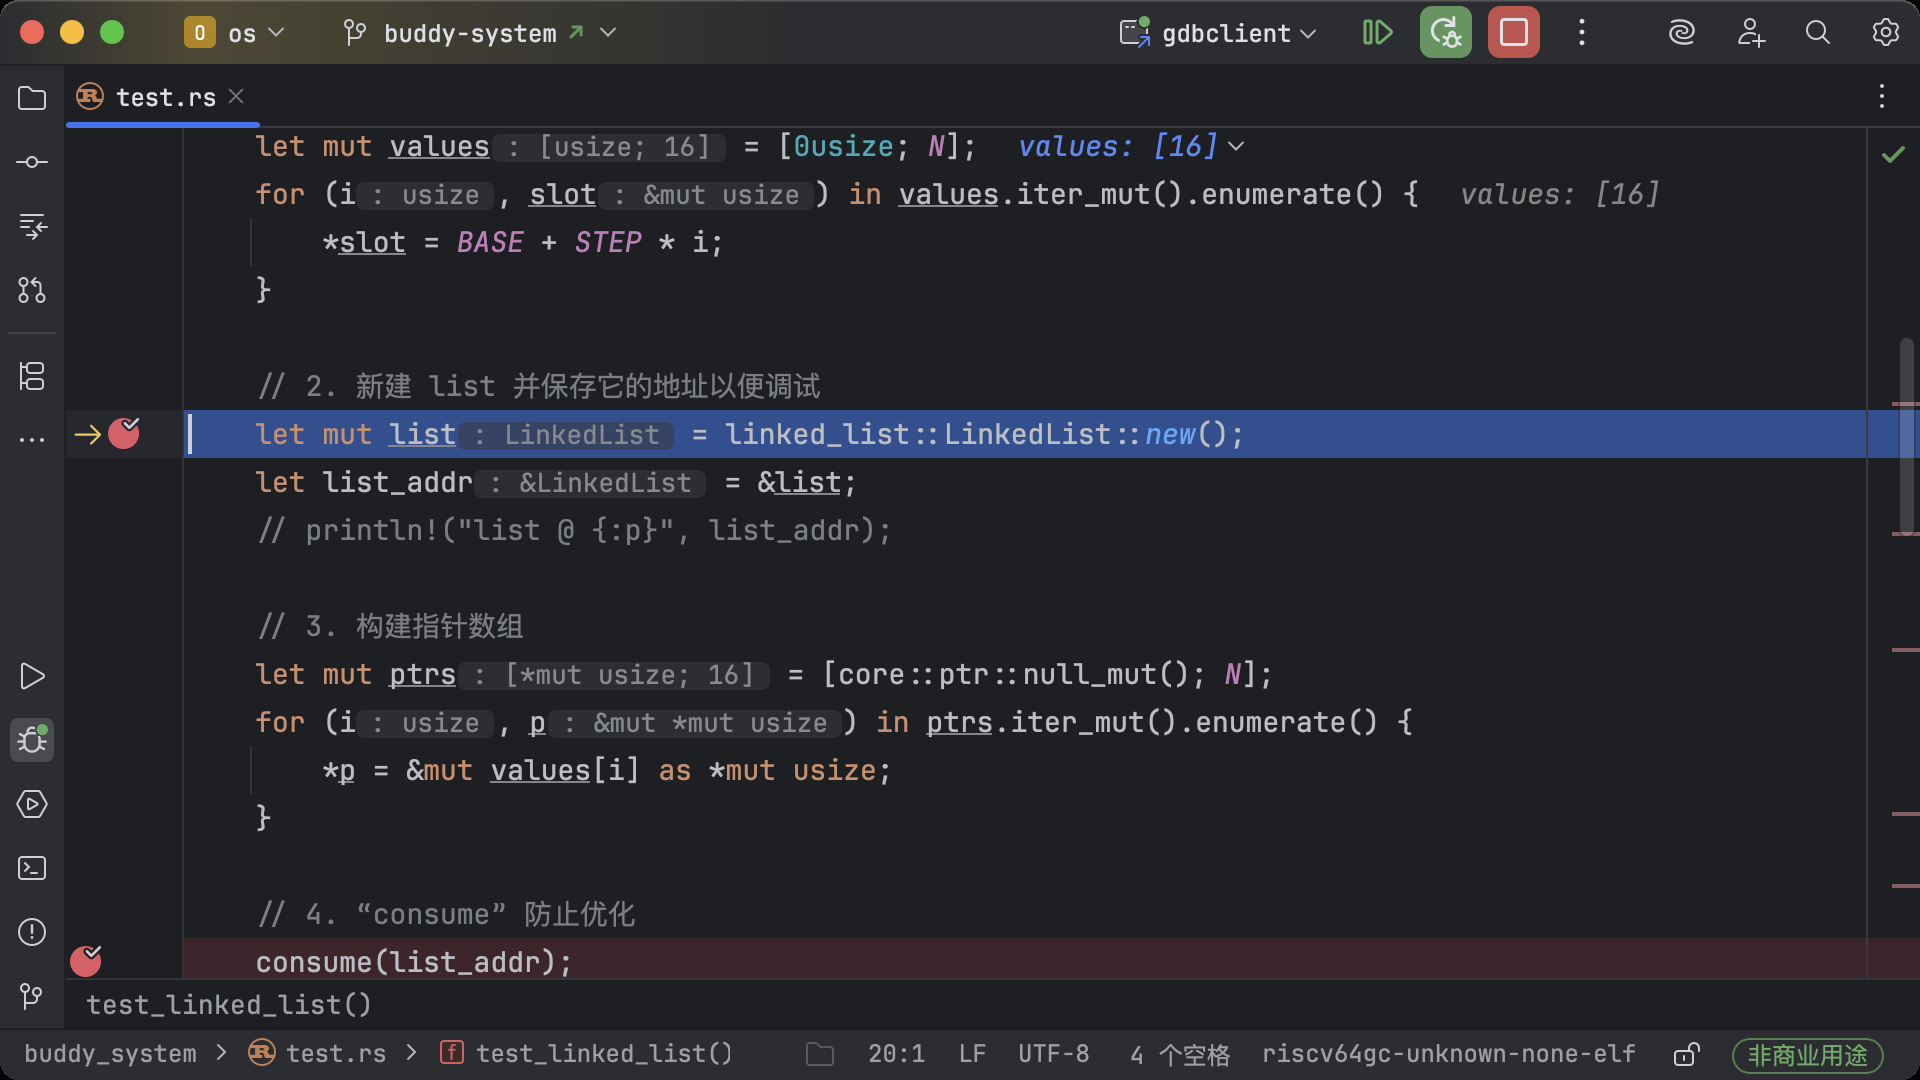 O os buddy-system gdbclient
test.rs
let mut values: [usize; 16] = [0usize; N]; values: [16]
for (i: usize, slot: &mut usize) in values.iter_mut().enumerate() { values: [16]
*slot = BASE + STEP * i;
}
// 2. 新建 list 并保存它的地址以便调试
let mut list: LinkedList = linked_list::LinkedList::new();
let list_addr: &LinkedList = &list;
// println!("list @ {:p}", list_addr);
// 3. 构建指针数组
let mut ptrs: [*mut usize; 16] = [core::ptr::null_mut(); N];
for (i: usize, p: &mut *mut usize) in ptrs.iter_mut().enumerate() {
*p = &mut values[i] as *mut usize;
}
// 4. “consume” 防止优化
consume(list_addr);
test_linked_list()
buddy_system > test.rs > f test_linked_list() 20:1 LF UTF-8 4 个空格 riscv64gc-unknown-none-elf 非商业用途